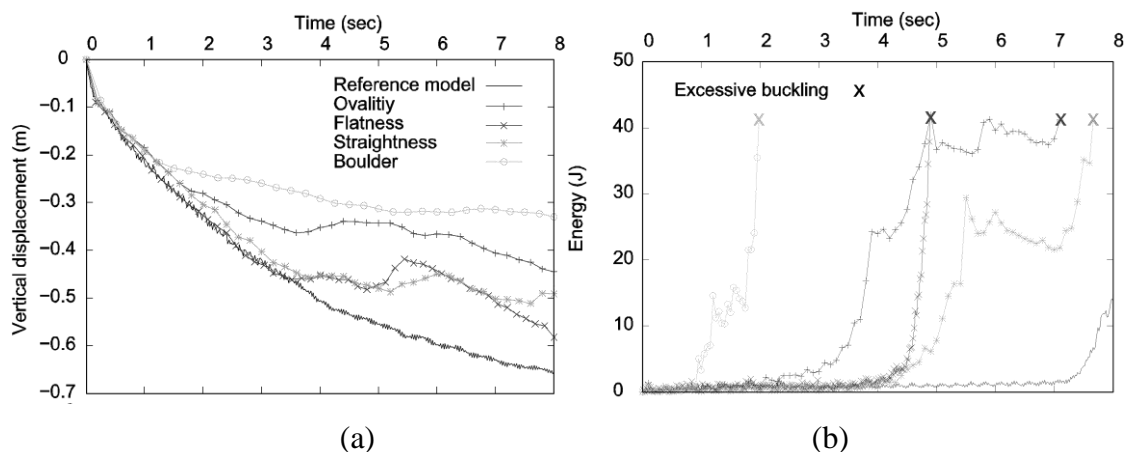 Time (sec)
0 1 2 3 4 5 6 7 8
0
−0.1
−0.2
−0.3
−0.4
−0.5
−0.6
−0.7
Vertical displacement (m)
Reference model
Ovalitiy
Flatness
Straightness
Boulder
(a)
Time (sec)
0 1 2 3 4 5 6 7 8
50
40
30
20
10
0
Energy (J)
Excessive buckling x
x x x x
(b)